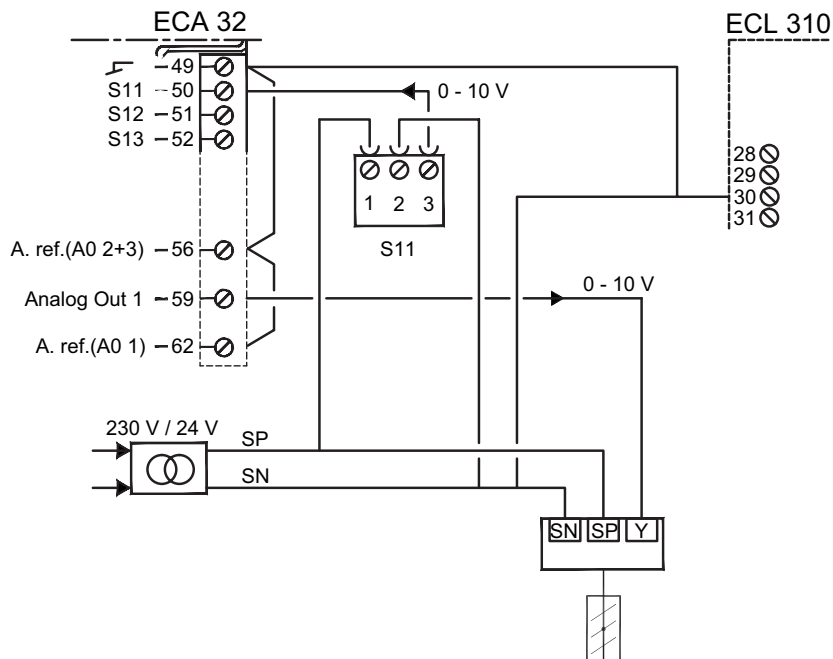 ECA 32
ECL 310
49
S11 50
0 - 10 V
S12 51
S13 52
28
29
30
31
1 2 3
S11
A. ref.(A0 2+3) 56
0 - 10 V
Analog Out 1 59
A. ref.(A0 1) 62
230 V / 24 V
SP
SN
SN SP Y